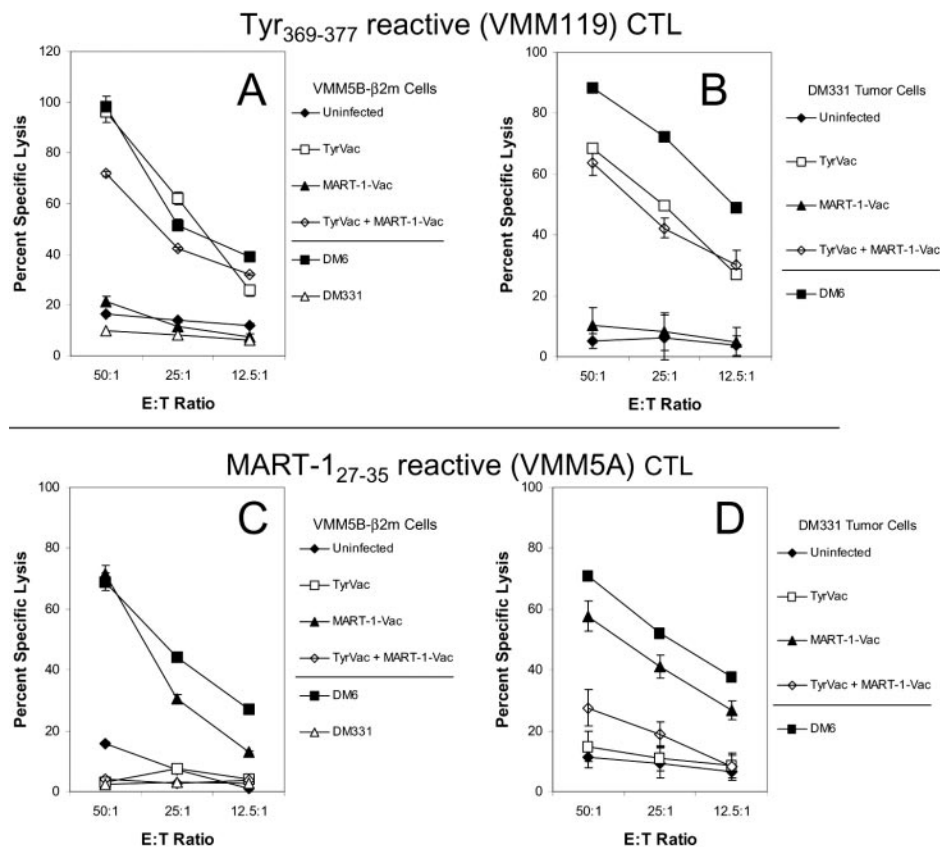 Tyr369-377 reactive (VMM119) CTL
A
Percent Specific Lysis
120
100
80
60
40
20
0
50:1 25:1 12.5:1
E:T Ratio
VMM5B-β2m Cells
Uninfected
TyrVac
MART-1-Vac
TyrVac + MART-1-Vac
DM6
DM331
B
Percent Specific Lysis
100
80
60
40
20
0
50:1 25:1 12.5:1
E:T Ratio
DM331 Tumor Cells
Uninfected
TyrVac
MART-1-Vac
TyrVac + MART-1-Vac
DM6
MART-127-35 reactive (VMM5A) CTL
C
Percent Specific Lysis
100
80
60
40
20
0
50:1 25:1 12.5:1
E:T Ratio
VMM5B-β2m Cells
Uninfected
TyrVac
MART-1-Vac
TyrVac + MART-1-Vac
DM6
DM331
D
Percent Specific Lysis
100
80
60
40
20
0
50:1 25:1 12.5:1
E:T Ratio
DM331 Tumor Cells
Uninfected
TyrVac
MART-1-Vac
TyrVac + MART-1-Vac
DM6